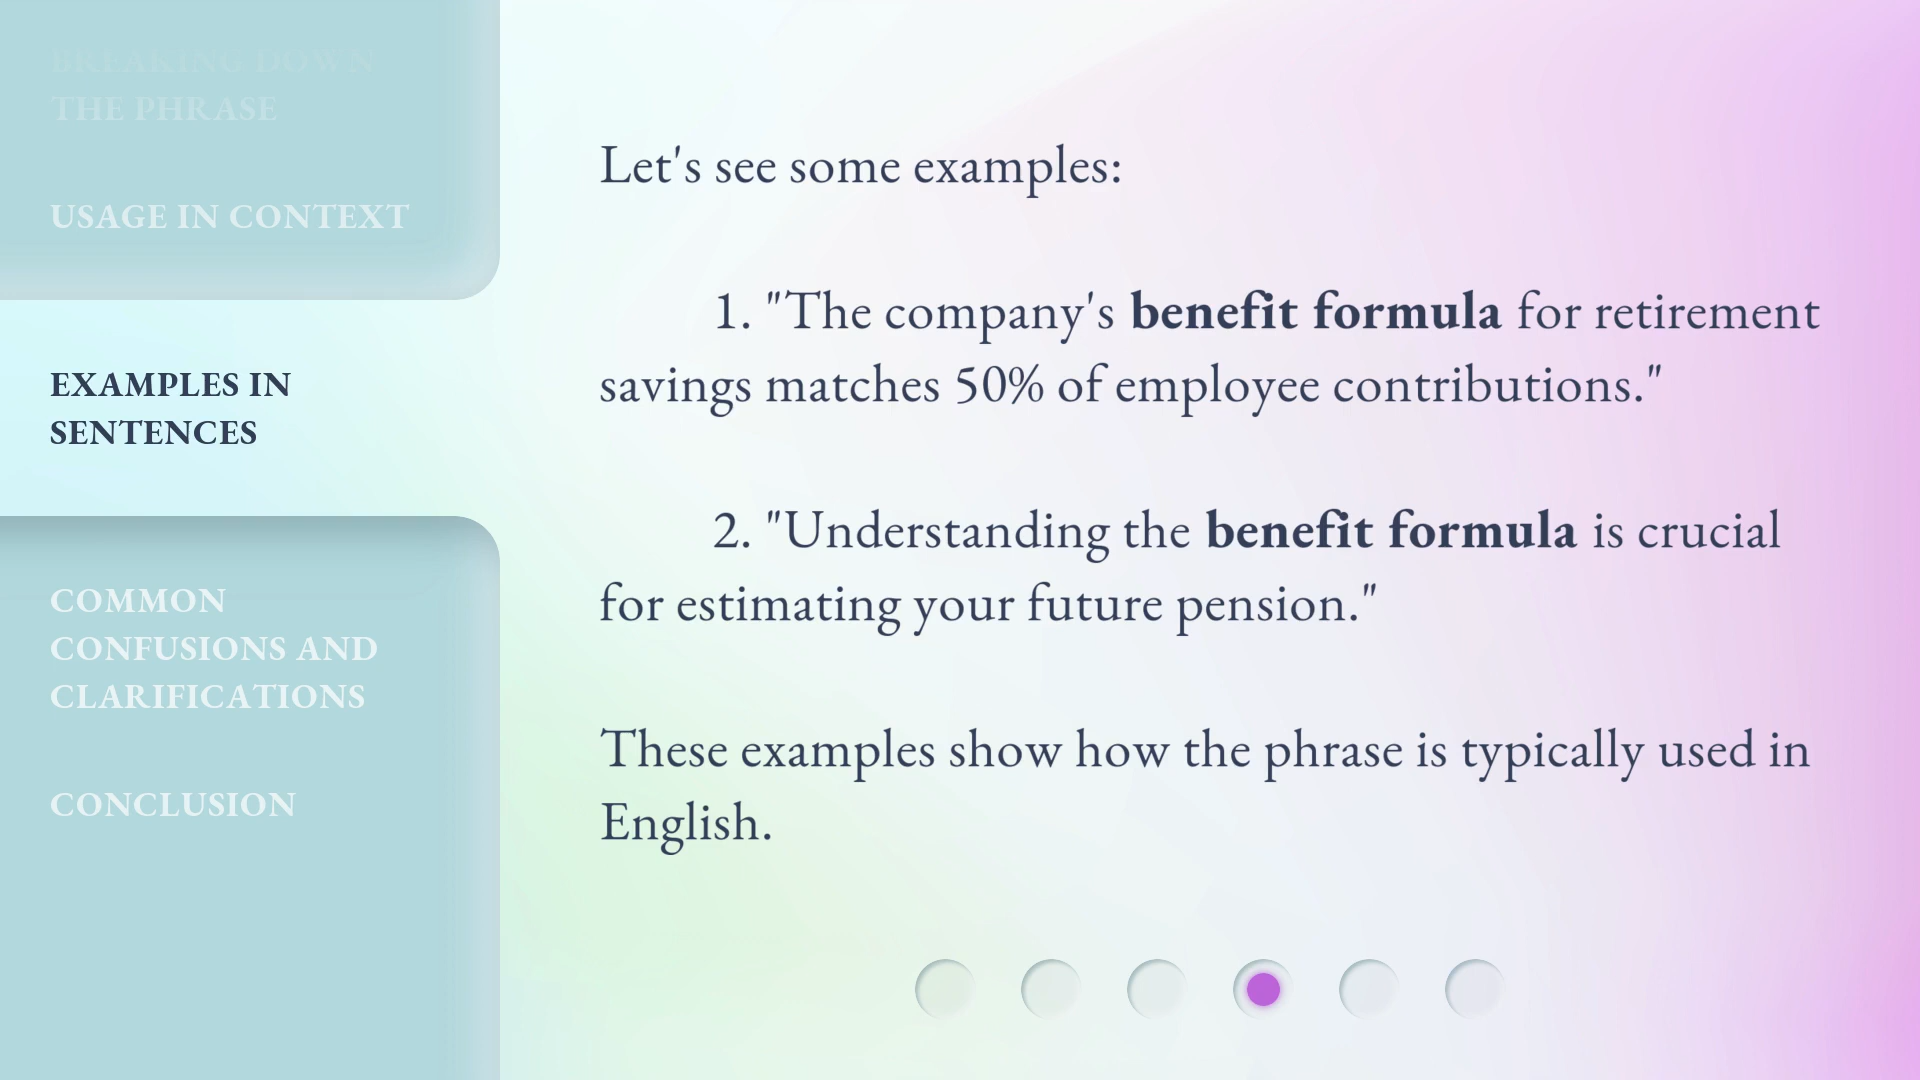 BREAKING DOWN
THE PHRASE
USAGE IN CONTEXT
EXAMPLES IN
SENTENCES
COMMON
CONFUSIONS AND
CLARIFICATIONS
CONCLUSION
Let's see some examples:
1. "The company's benefit formula for retirement
savings matches 50% of employee contributions."
2. "Understanding the benefit formula is crucial
for estimating your future pension."
These examples show how the phrase is typically used in
English.